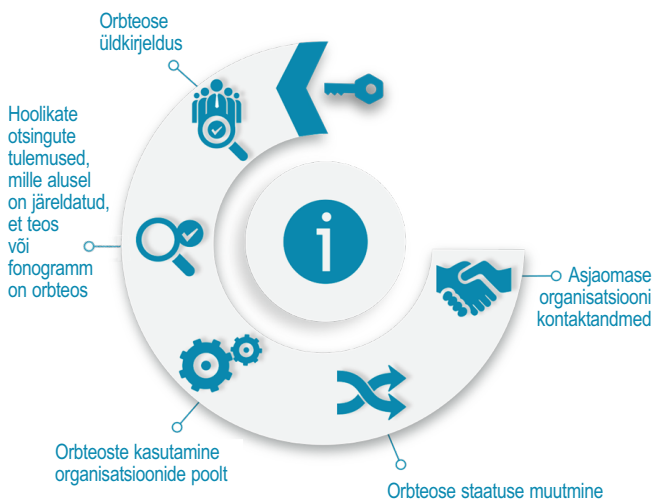 Orbteose
üldkirjeldus
Hoolikate
otsingute
tulemused,
mille alusel
on järeldatud,
et teos
või
fonogramm
on orbteos
i
Asjaomase
organisatsiooni
kontaktandmed
Orbteoste kasutamine
organisatsioonide poolt
Orbteose staatuse muutmine